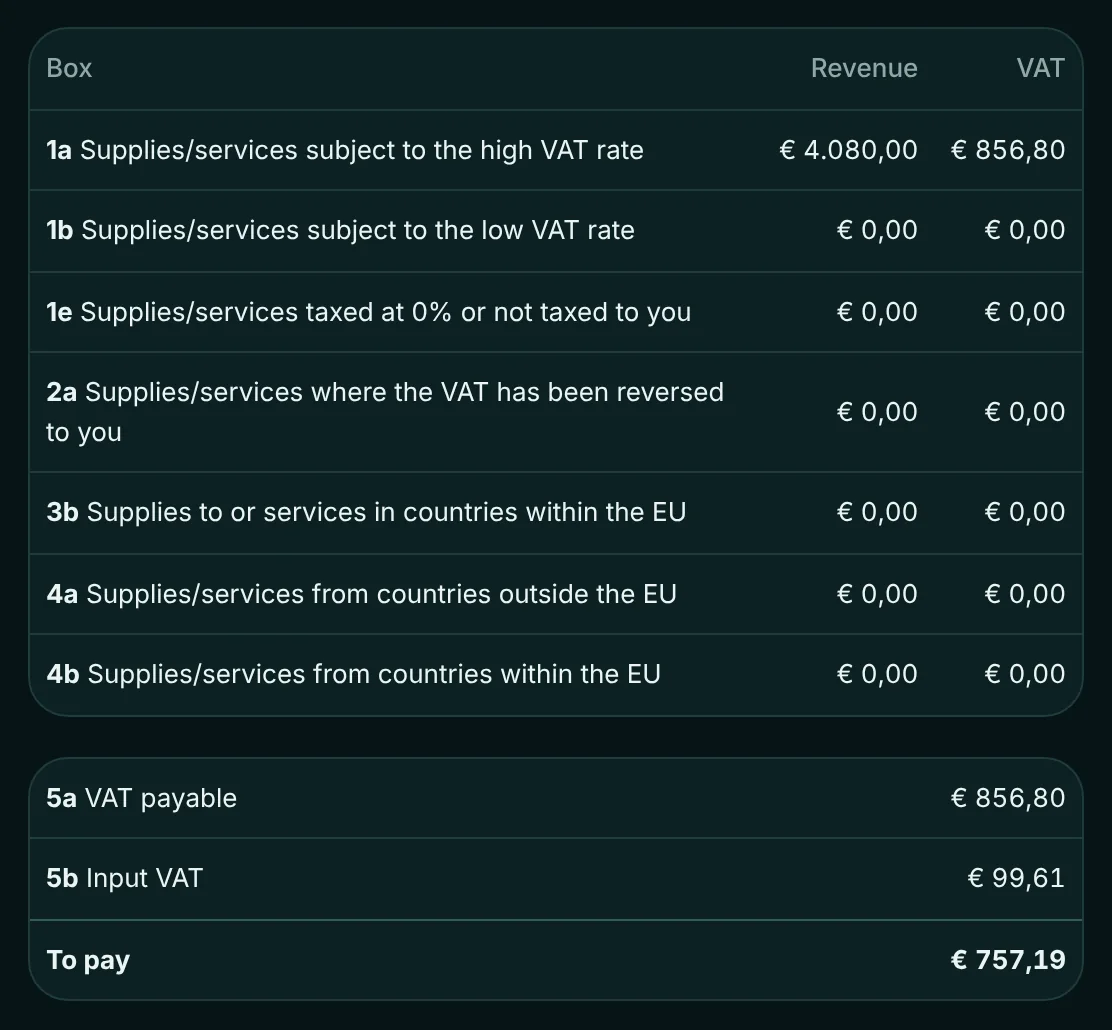 Box Revenue VAT
1a Supplies/services subject to the high VAT rate € 4.080,00 € 856,80
1b Supplies/services subject to the low VAT rate € 0,00 € 0,00
1e Supplies/services taxed at 0% or not taxed to you € 0,00 € 0,00
2a Supplies/services where the VAT has been reversed
to you € 0,00 € 0,00
3b Supplies to or services in countries within the EU € 0,00 € 0,00
4a Supplies/services from countries outside the EU € 0,00 € 0,00
4b Supplies/services from countries within the EU € 0,00 € 0,00
5a VAT payable € 856,80
5b Input VAT € 99,61
To pay € 757,19